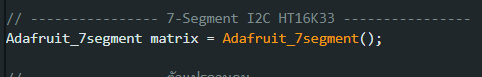 // ---------------- 7-Segment I2C HT16K33 ----------------
Adafruit_7segment matrix = Adafruit_7segment();